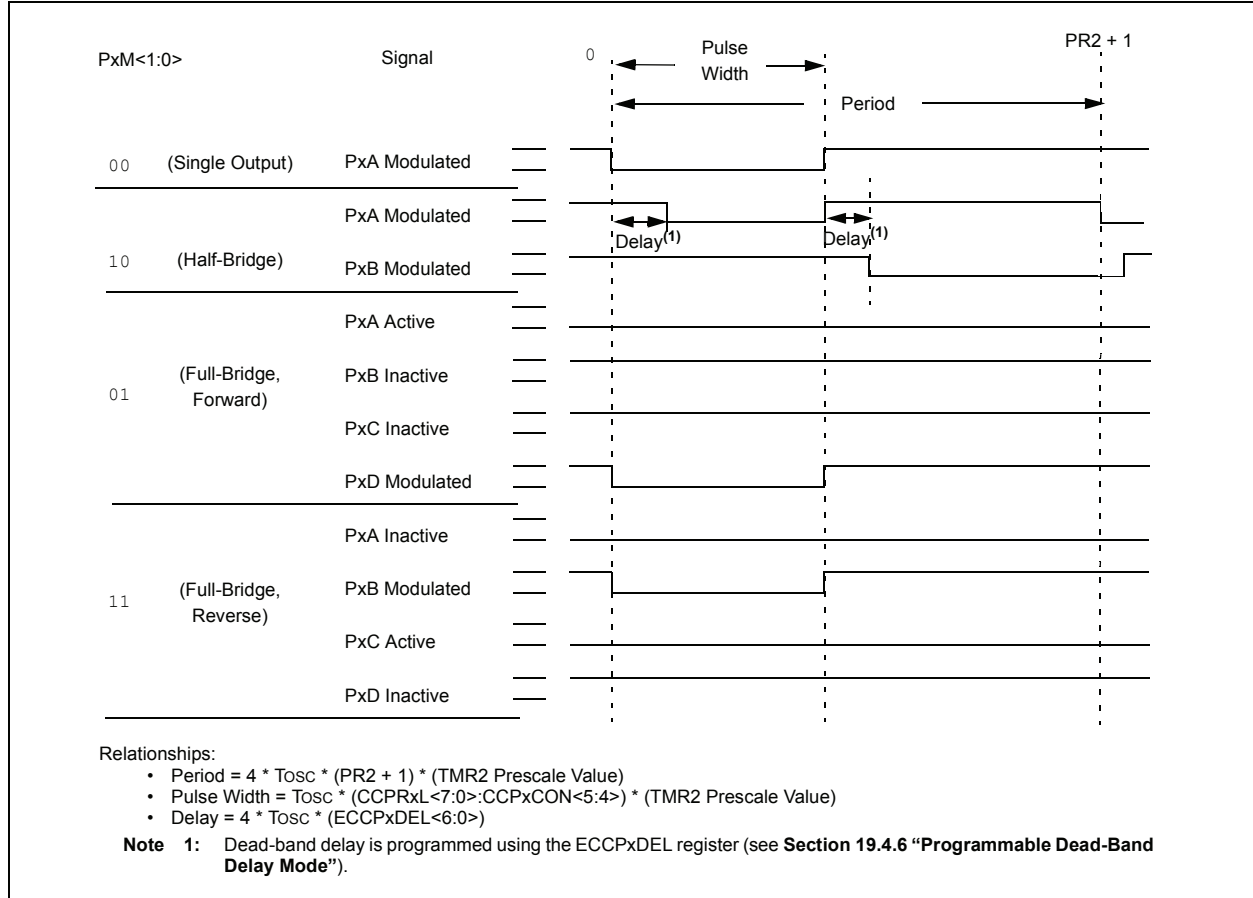 PxM<1:0>
Signal
0
Pulse
Width
PR2 + 1
Period
00 (Single Output) PxA Modulated
PxA Modulated
Delay(1) Delay(1)
10 (Half-Bridge) PxB Modulated
PxA Active
01 (Full-Bridge, Forward) PxB Inactive
PxC Inactive
PxD Modulated
PxA Inactive
11 (Full-Bridge, Reverse) PxB Modulated
PxC Active
PxD Inactive
Relationships:
• Period = 4 * TOSC * (PR2 + 1) * (TMR2 Prescale Value)
• Pulse Width = TOSC * (CCPRxL<7:0>:CCPxCON<5:4>) * (TMR2 Prescale Value)
• Delay = 4 * TOSC * (ECCPxDEL<6:0>)
Note 1: Dead-band delay is programmed using the ECCPxDEL register (see Section 19.4.6 “Programmable Dead-Band
Delay Mode”).